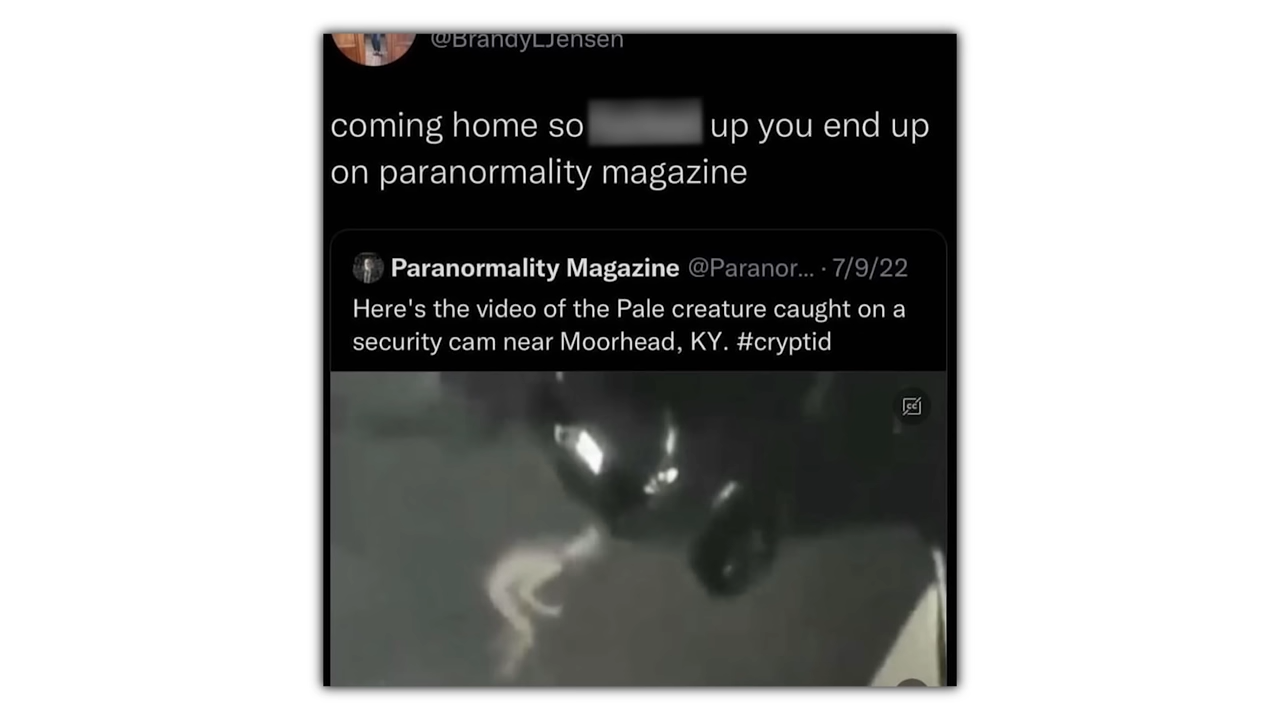 @BrandyLJensen
coming home so up you end up
on paranormality magazine
Paranormality Magazine @Paranor... · 7/9/22
Here's the video of the Pale creature caught on a
security cam near Moorhead, KY. #cryptid
cc